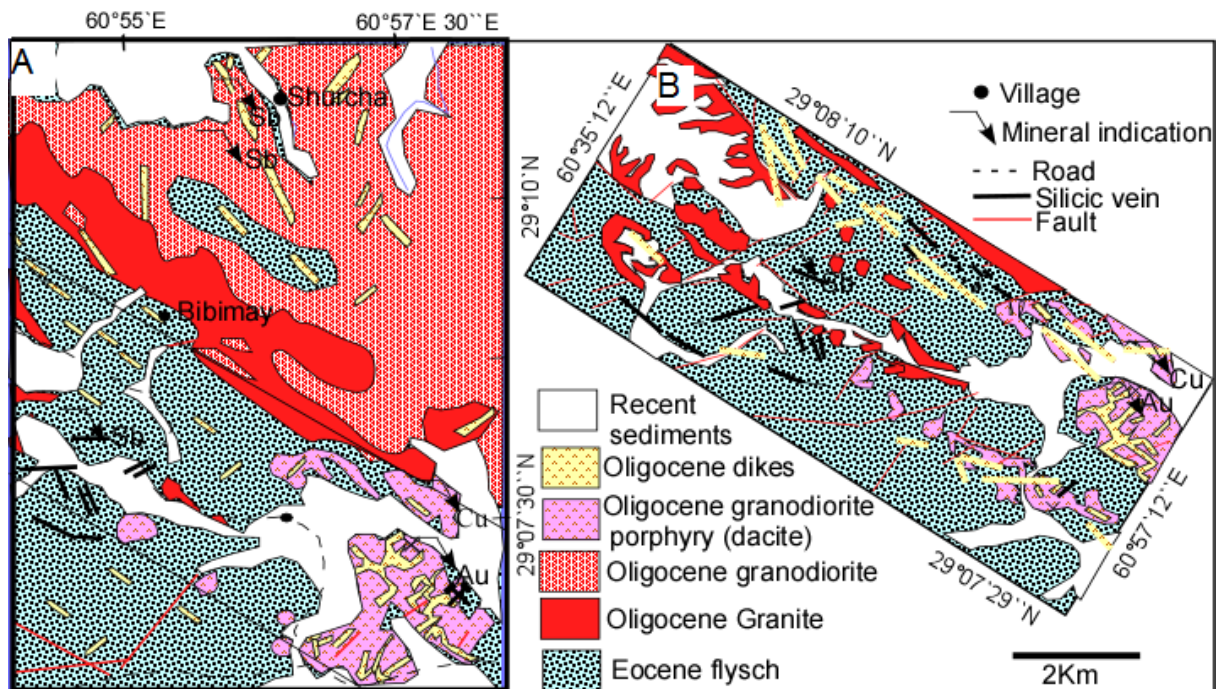 60°55`E
60°57`E 30``E
A
Shurcha
Sb
Sb
Bibimay
Sb
Cu
Au
29°10`N
29°07`30``N
B
60°35`12``E
29°08`10``N
Sb
Cu
Au
60°57`12``E
29°07`29``N
Village
Mineral indication
Road
Silicic vein
Fault
Recent
sediments
Oligocene dikes
Oligocene granodiorite
porphyry (dacite)
Oligocene granodiorite
Oligocene Granite
Eocene flysch
2Km